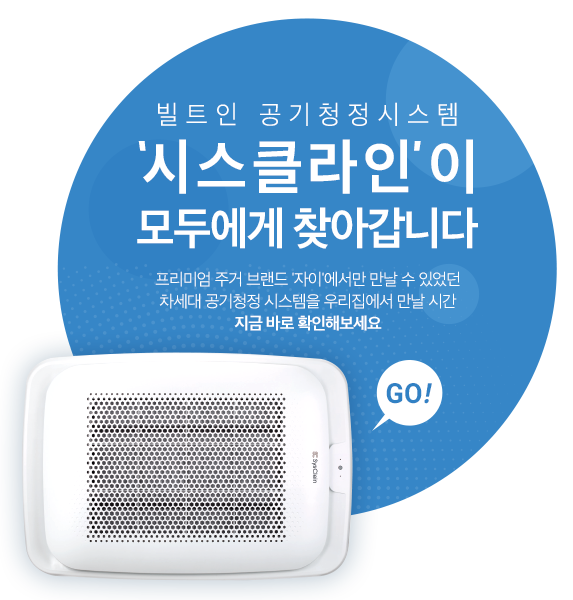 빌트인 공기청정시스템
'시스클라인'이
모두에게 찾아갑니다
프리미엄 주거 브랜드 '자이'에서만 만날 수 있었던
차세대 공기청정 시스템을 우리집에서 만날 시간
지금 바로 확인해보세요
GO!
SysClein